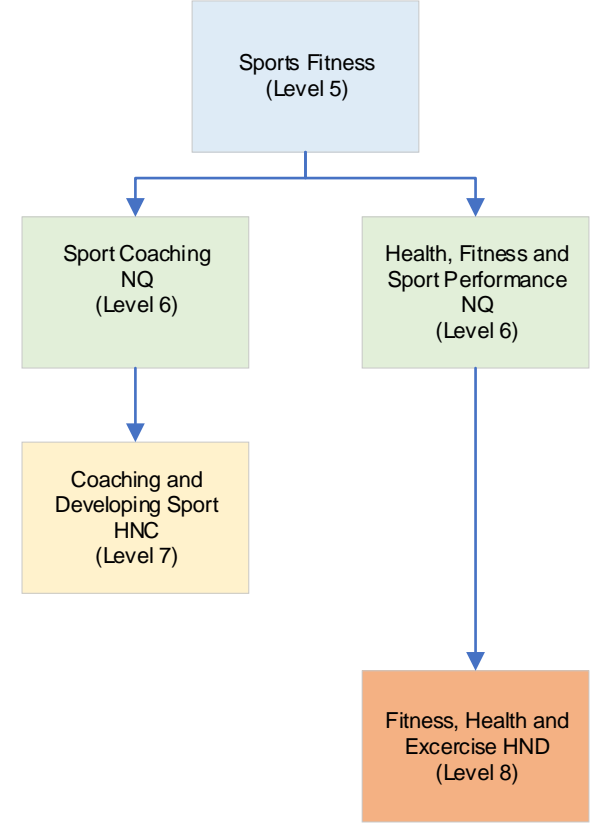 Sports Fitness
(Level 5)
Sport Coaching
NQ
(Level 6)
Health, Fitness and
Sport Performance
NQ
(Level 6)
Coaching and
Developing Sport
HNC
(Level 7)
Fitness, Health and
Excercise HND
(Level 8)